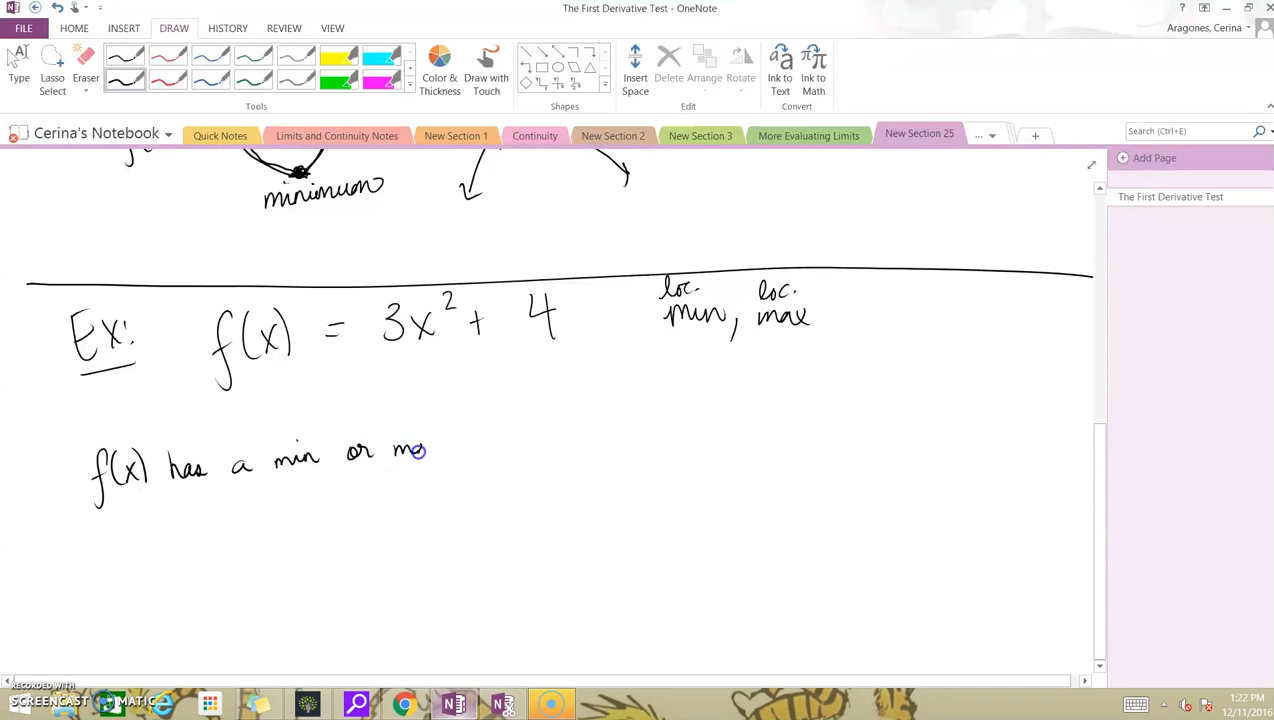 The First Derivative Test - OneNote
FILE HOME INSERT DRAW HISTORY REVIEW VIEW
Aragones, Cerina
Type Lasso Select Eraser Color & Thickness Draw with Touch Insert Space Delete Arrange Rotate Ink to Text Ink to Math
Tools Shapes Edit Convert
Cerina's Notebook Quick Notes Limits and Continuity Notes New Section 1 Continuity New Section 2 New Section 3 More Evaluating Limits New Section 25 ... Search (Ctrl+E)
Add Page
The First Derivative Test
minimum
loc. loc.
Ex: f(x) = 3x² + 4 min, max
f(x) has a min or
RECORDED WITH
SCREENCAST MATIC
1:22 PM
12/11/2016